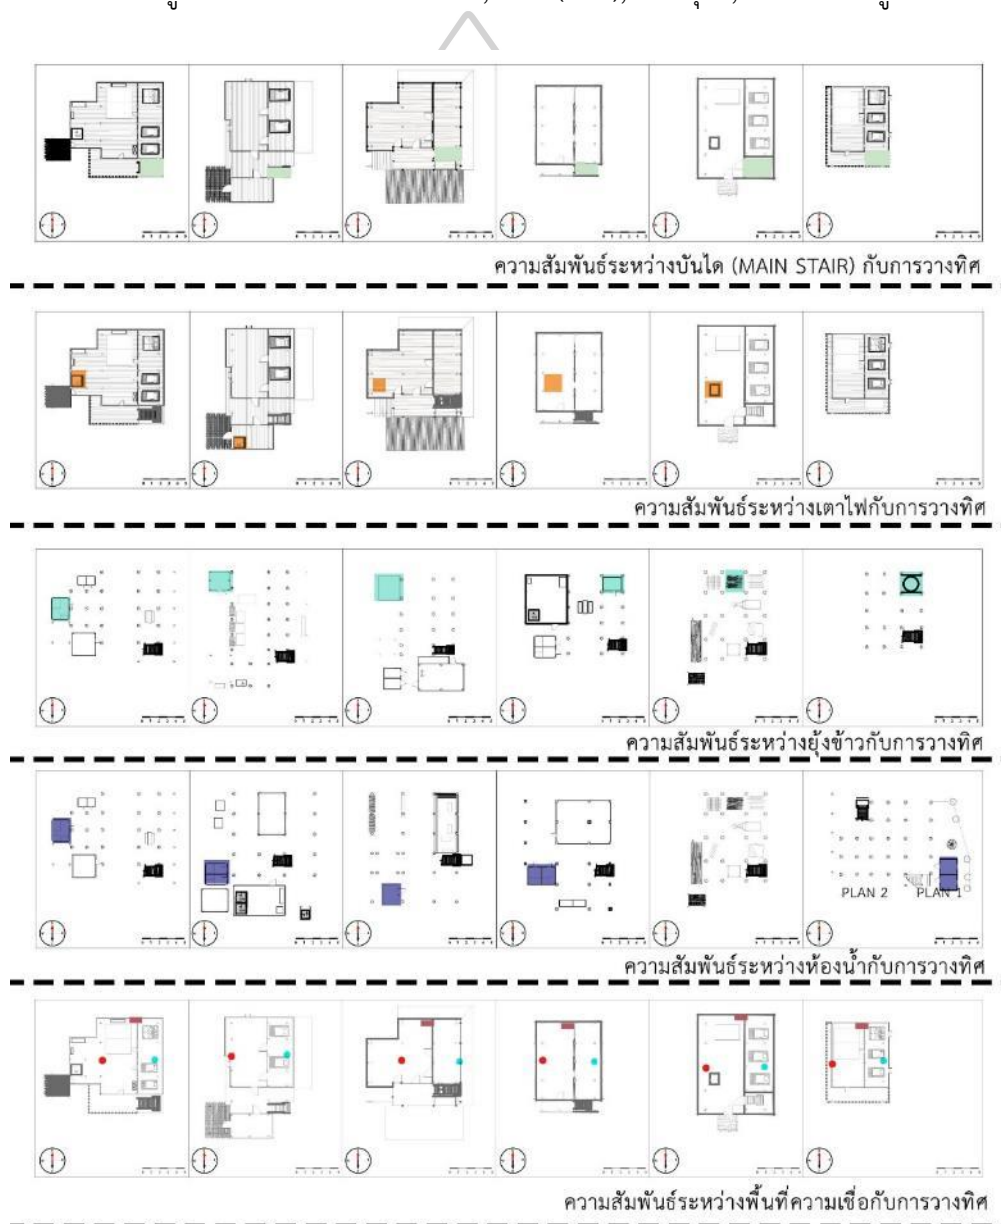 ความสัมพันธ์ระหว่างบันได (MAIN STAIR) กับการวางทิศ
ความสัมพันธ์ระหว่างเตาไฟกับการวางทิศ
ความสัมพันธ์ระหว่างยุ้งข้าวกับการวางทิศ
PLAN 2
PLAN 1
ความสัมพันธ์ระหว่างห้องน้ำกับการวางทิศ
ความสัมพันธ์ระหว่างพื้นที่ความเชื่อกับการวางทิศ